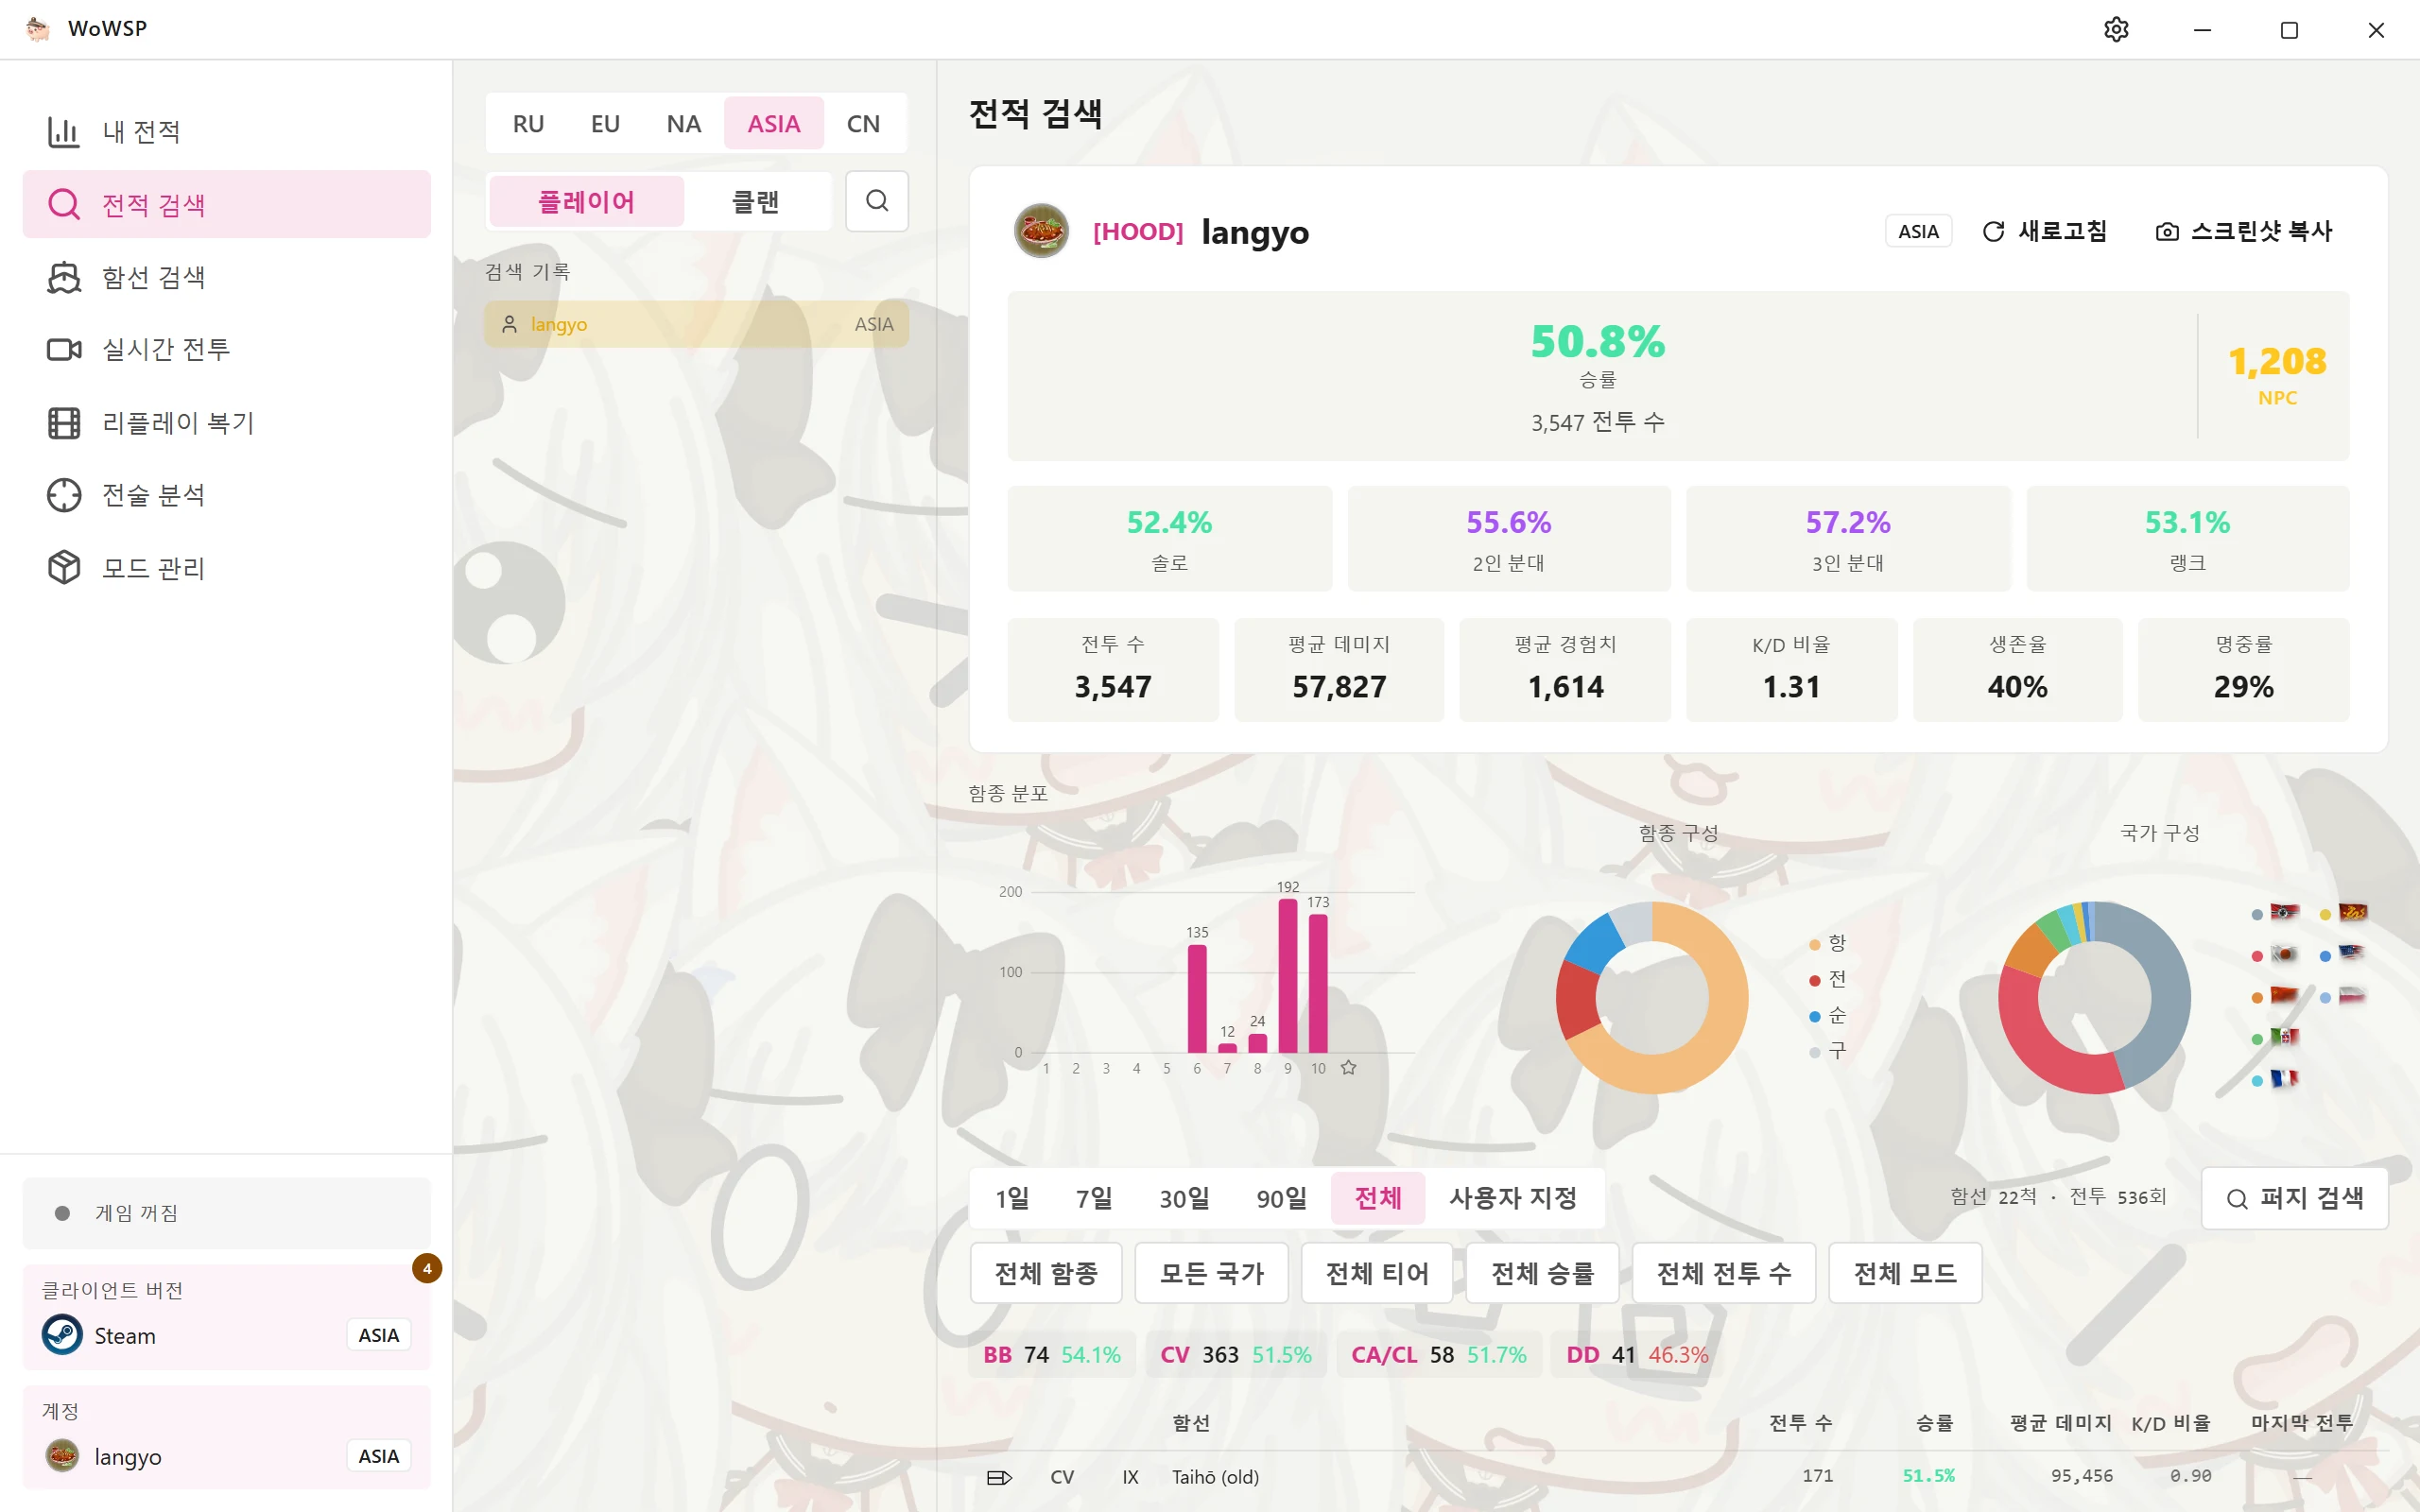 WoWSP
내 전적
전적 검색
함선 검색
실시간 전투
리플레이 복기
전술 분석
모드 관리
게임 꺼짐
4
클라이언트 버전
Steam ASIA
계정
langyo ASIA
RU EU NA ASIA CN
플레이어 클랜
검색 기록
langyo ASIA
전적 검색
[HOOD] langyo ASIA 새로고침 스크린샷 복사
50.8%
승률
3,547 전투 수
1,208
NPC
52.4% 55.6% 57.2% 53.1%
솔로 2인 분대 3인 분대 랭크
전투 수 평균 데미지 평균 경험치 K/D 비율 생존율 명중률
3,547 57,827 1,614 1.31 40% 29%
함종 분포
200
100
0
135
12
24
192
173
1 2 3 4 5 6 7 8 9 10
함종 구성
항
전
순
구
국가 구성
1일 7일 30일 90일 전체 사용자 지정
함선 22척 · 전투 536회
퍼지 검색
전체 함종 모든 국가 전체 티어 전체 승률 전체 전투 수 전체 모드
BB 74 54.1% CV 363 51.5% CA/CL 58 51.7% DD 41 46.3%
함선 전투 수 승률 평균 데미지 K/D 비율 마지막 전투
CV IX Taihō (old) 171 51.5% 95,456 0.90 —